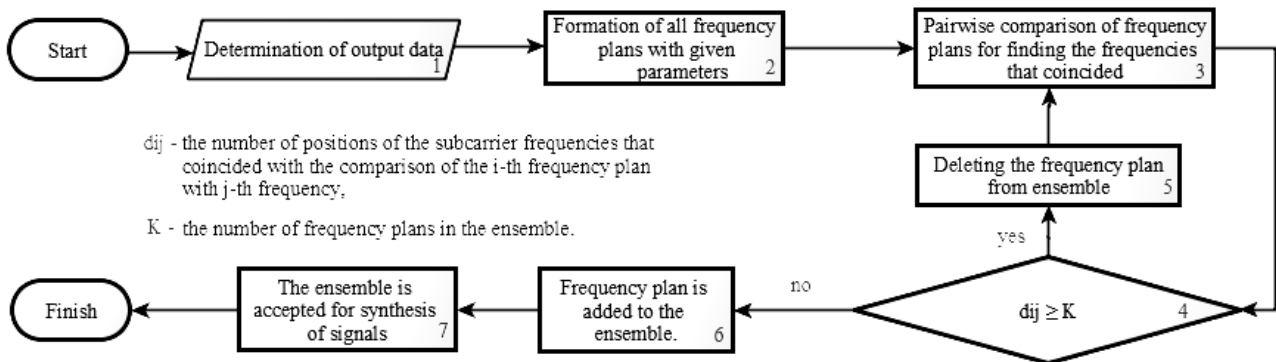 Start
Determination of output data
1
Formation of all frequency
plans with given
parameters
2
Pairwise comparison of frequency
plans for finding the frequencies
that coincided
3
dij - the number of positions of the subcarrier frequencies that
coincided with the comparison of the i-th frequency plan
with j-th frequency,
K - the number of frequency plans in the ensemble.
Deleting the frequency plan
from ensemble
5
yes
dij ≥ K
4
no
Frequency plan is
added to the
ensemble.
6
The ensemble is
accepted for synthesis
of signals
7
Finish